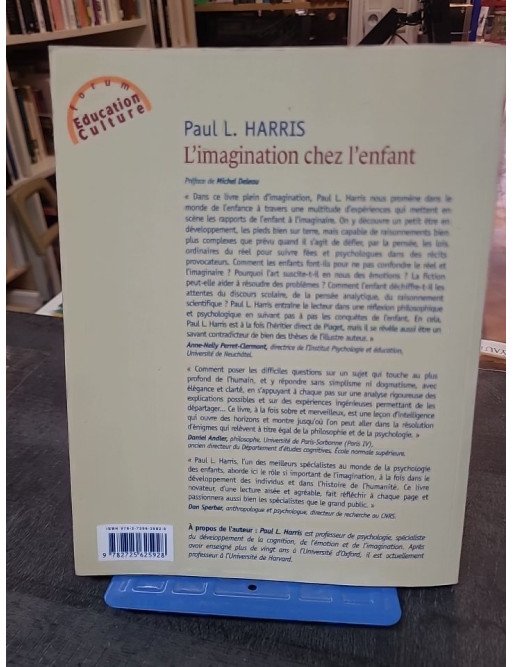 forum
Education
Culture
Paul L. HARRIS
L'imagination chez l'enfant
Préface de Michel Deleau
« Dans ce livre plein d'imagination, Paul L. Harris nous promène dans le
monde de l'enfance à travers une multitude d'expériences qui mettent en
scène les rapports de l'enfant à l'imaginaire. On y découvre un petit être en
développement, les pieds bien sur terre, mais capable de raisonnements bien
plus complexes que prévu quand il s'agit de défier, par la pensée, les lois
ordinaires du réel pour suivre fées et psychologues dans des récits
provocateurs. Comment les enfants font-ils pour ne pas confondre le réel et
l'imaginaire ? Pourquoi l'art suscite-t-il en nous des émotions ? La fiction
peut-elle aider à résoudre des problèmes ? Comment l'enfant déchiffre-t-il les
attentes du discours scolaire, de la pensée analytique, du raisonnement
scientifique ? Paul L. Harris entraîne le lecteur dans une réflexion philosophique
et psychologique en suivant pas à pas les conquêtes de l'enfant. En cela,
Paul L. Harris est à la fois l'héritier direct de Piaget, mais il se révèle aussi être un
savant contradicteur de bien des thèses de l'illustre auteur. »
Anne-Nelly Perret-Clermont, directrice de l'Institut Psychologie et éducation,
Université de Neuchâtel.
« Comment poser les difficiles questions sur un sujet qui touche au plus
profond de l'humain, et y répondre sans simplisme ni dogmatisme, avec
élégance et clarté, en s'appuyant à chaque pas sur une analyse rigoureuse des
explications possibles et sur des expériences ingénieuses permettant de les
départager... Ce livre, à la fois sobre et merveilleux, est une leçon d'intelligence
qui ouvre des horizons et montre jusqu'où l'on peut aller dans la résolution
d'énigmes qui relèvent à titre égal de la philosophie et de la psychologie. »
Daniel Andler, philosophe, Université de Paris-Sorbonne (Paris IV),
ancien directeur du Département d'études cognitives, École normale supérieure.
« Paul L. Harris, l'un des meilleurs spécialistes au monde de la psychologie
des enfants, aborde ici le rôle si important de l'imagination, à la fois dans le
développement des individus et dans l'histoire de l'humanité. Ce livre
novateur, d'une lecture aisée et agréable, fait réfléchir à chaque page et
passionnera aussi bien les spécialistes que le grand public. »
Dan Sperber, anthropologue et psychologue, directeur de recherche au CNRS.
À propos de l'auteur : Paul L. Harris est professeur de psychologie, spécialiste
du développement de la cognition, de l'émotion et de l'imagination. Après
avoir enseigné plus de vingt ans à l'Université d'Oxford, il est actuellement
professeur à l'Université de Harvard.
9 782725 625928